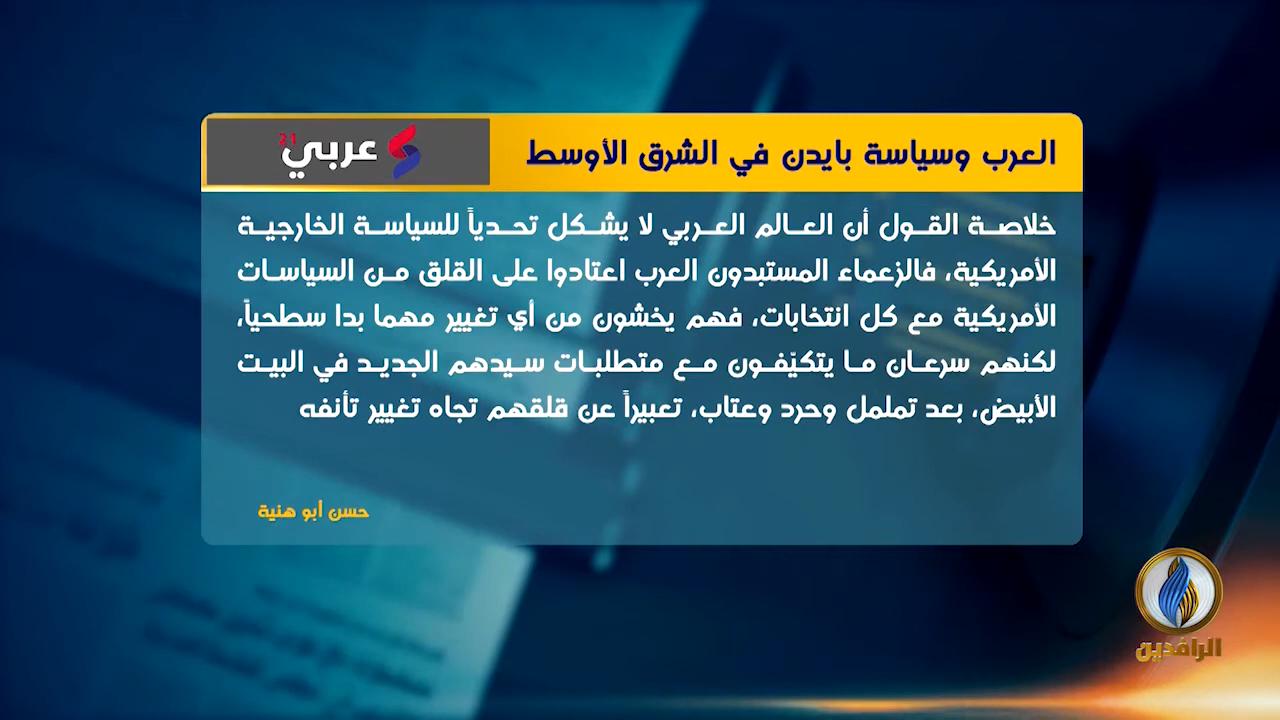 العرب وسياسة بايدن في الشرق الأوسط
عربي21
خلاصة القول أن العالم العربي لا يشكل تحدياً للسياسة الخارجية
الأمريكية، فالزعماء المستبدون العرب اعتادوا على القلق من السياسات
الأمريكية مع كل انتخابات، فهم يخشون من أي تغيير مهما بدا سطحياً،
لكنهم سرعان ما يتكيّفون مع متطلبات سيدهم الجديد في البيت
الأبيض، بعد تململ وحرد وعتاب، تعبيراً عن قلقهم تجاه تغيير تأنفه
حسن أبو هنية
الرافدين